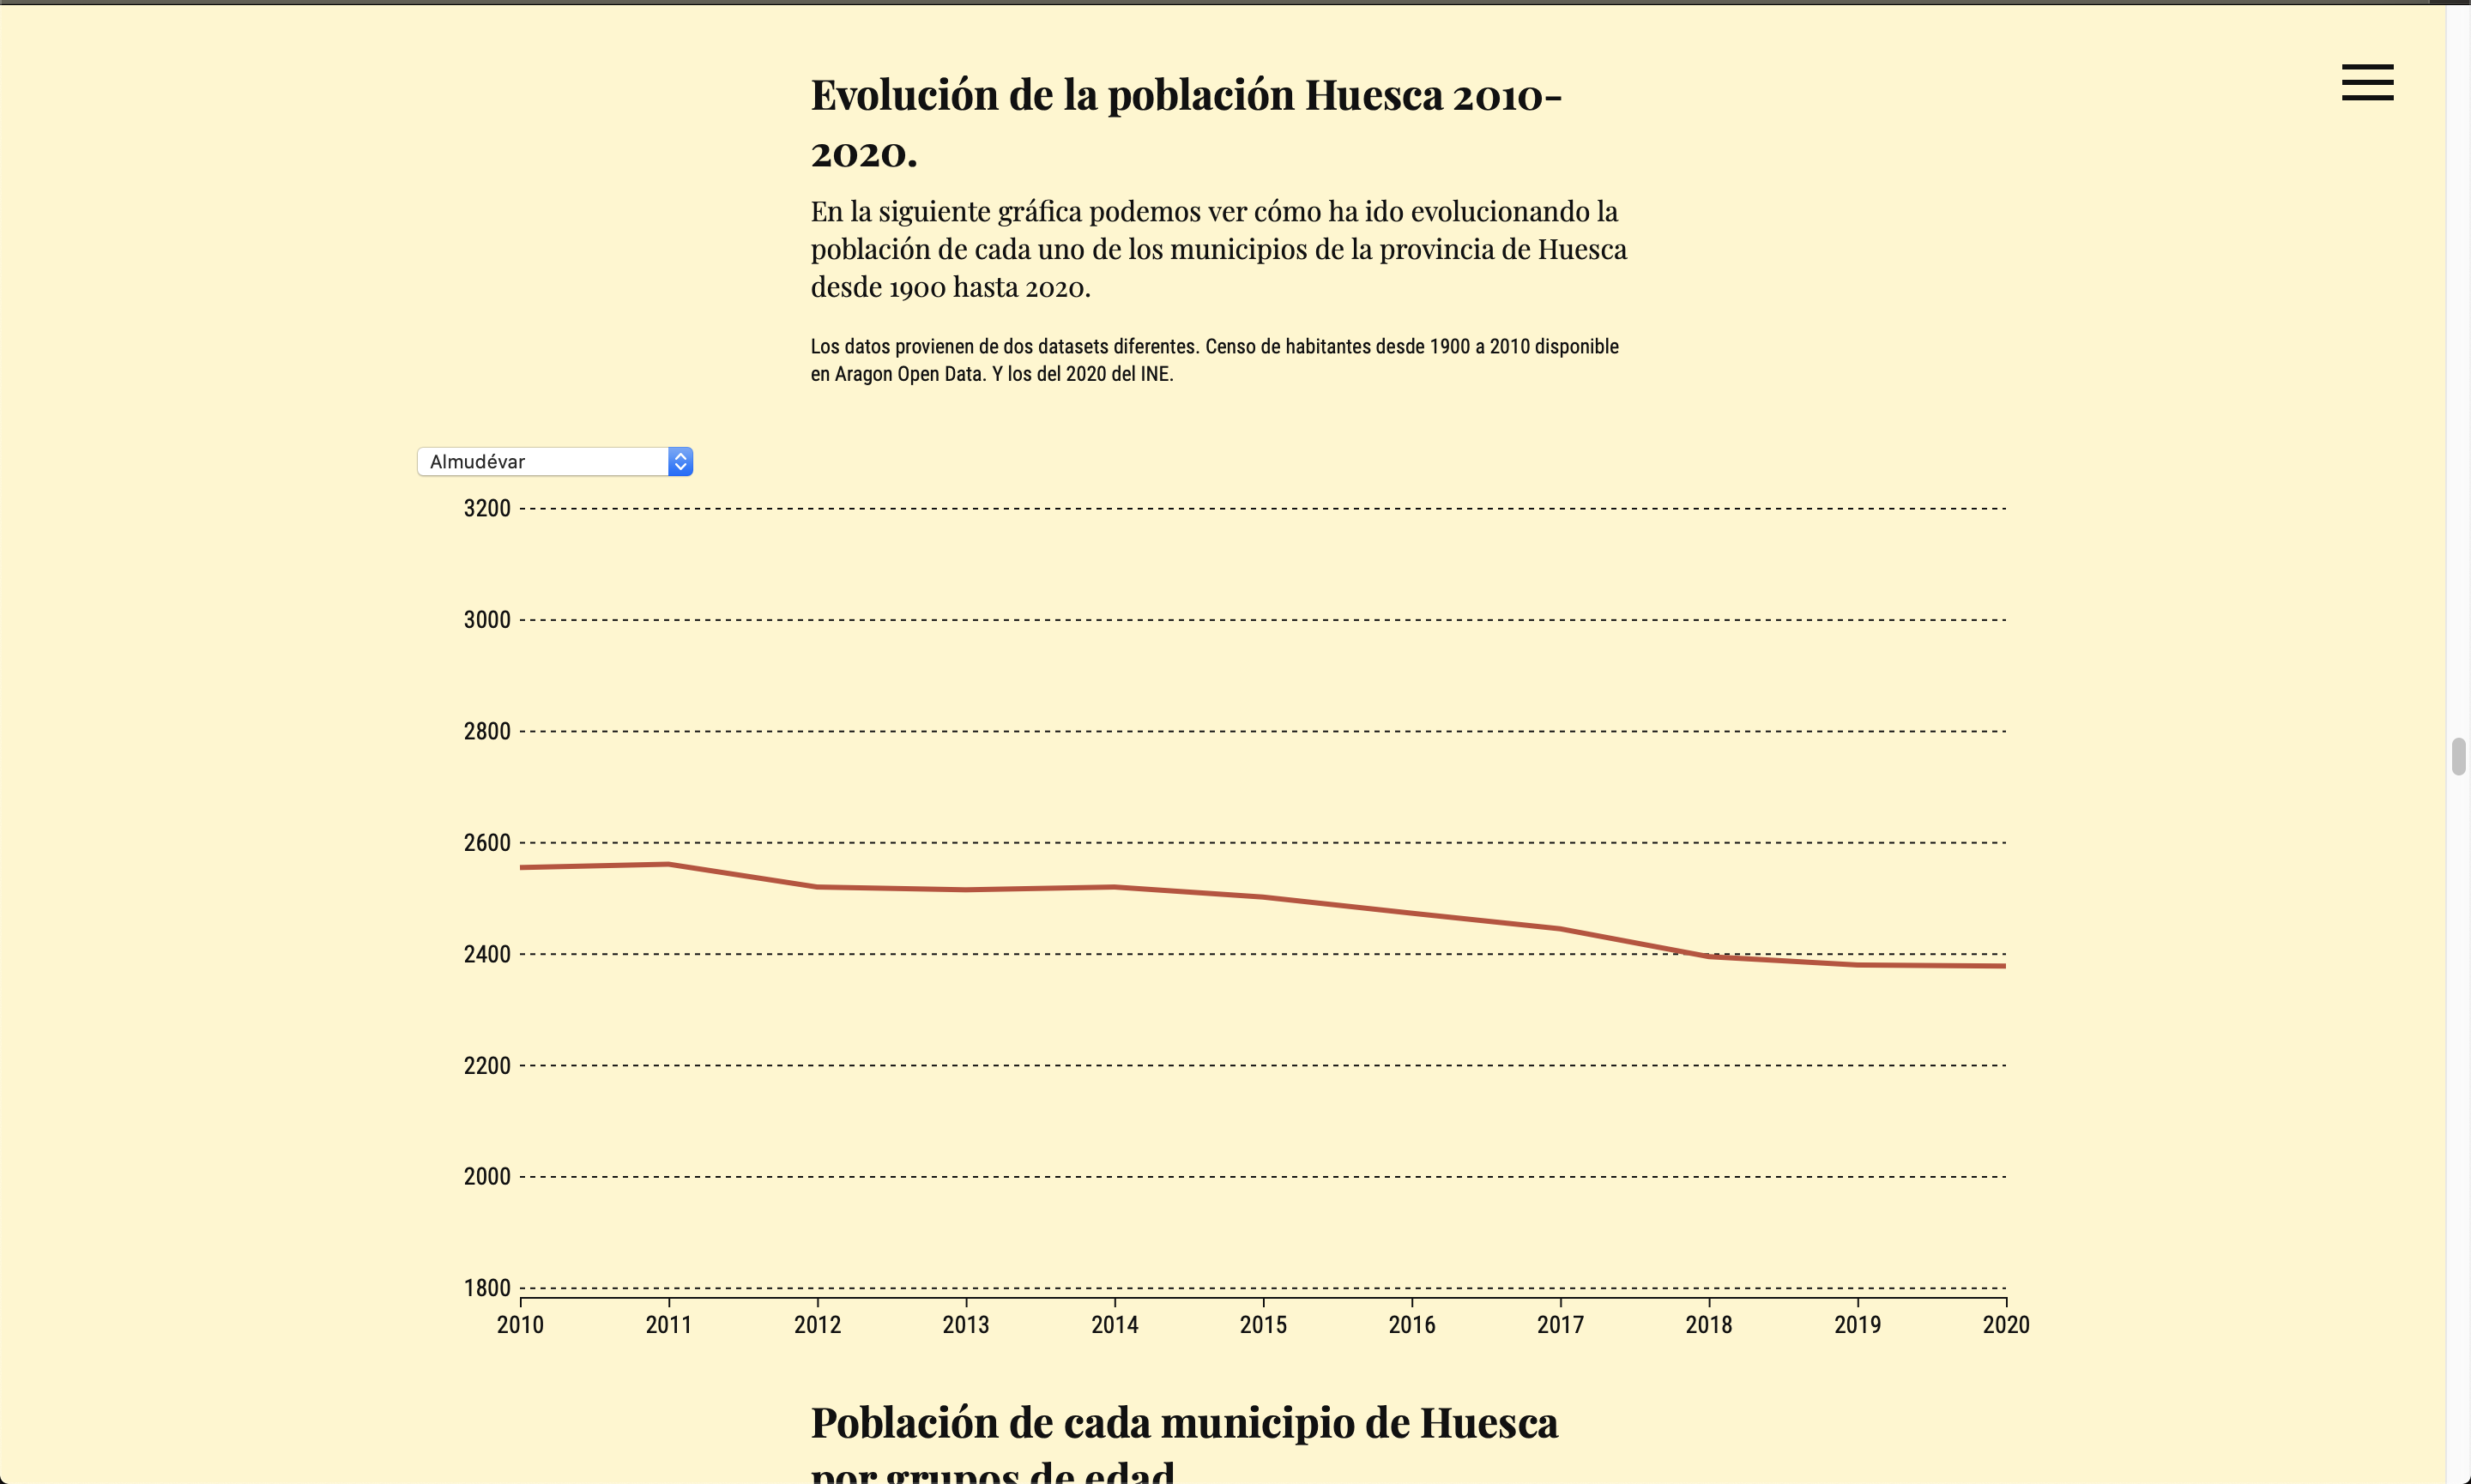 Evolución de la población Huesca 2010-
2020.
En la siguiente gráfica podemos ver cómo ha ido evolucionando la
población de cada uno de los municipios de la provincia de Huesca
desde 1900 hasta 2020.
Los datos provienen de dos datasets diferentes. Censo de habitantes desde 1900 a 2010 disponible
en Aragon Open Data. Y los del 2020 del INE.
Almudévar
3200
3000
2800
2600
2400
2200
2000
1800
2010 2011 2012 2013 2014 2015 2016 2017 2018 2019 2020
Población de cada municipio de Huesca
por grupos de edad